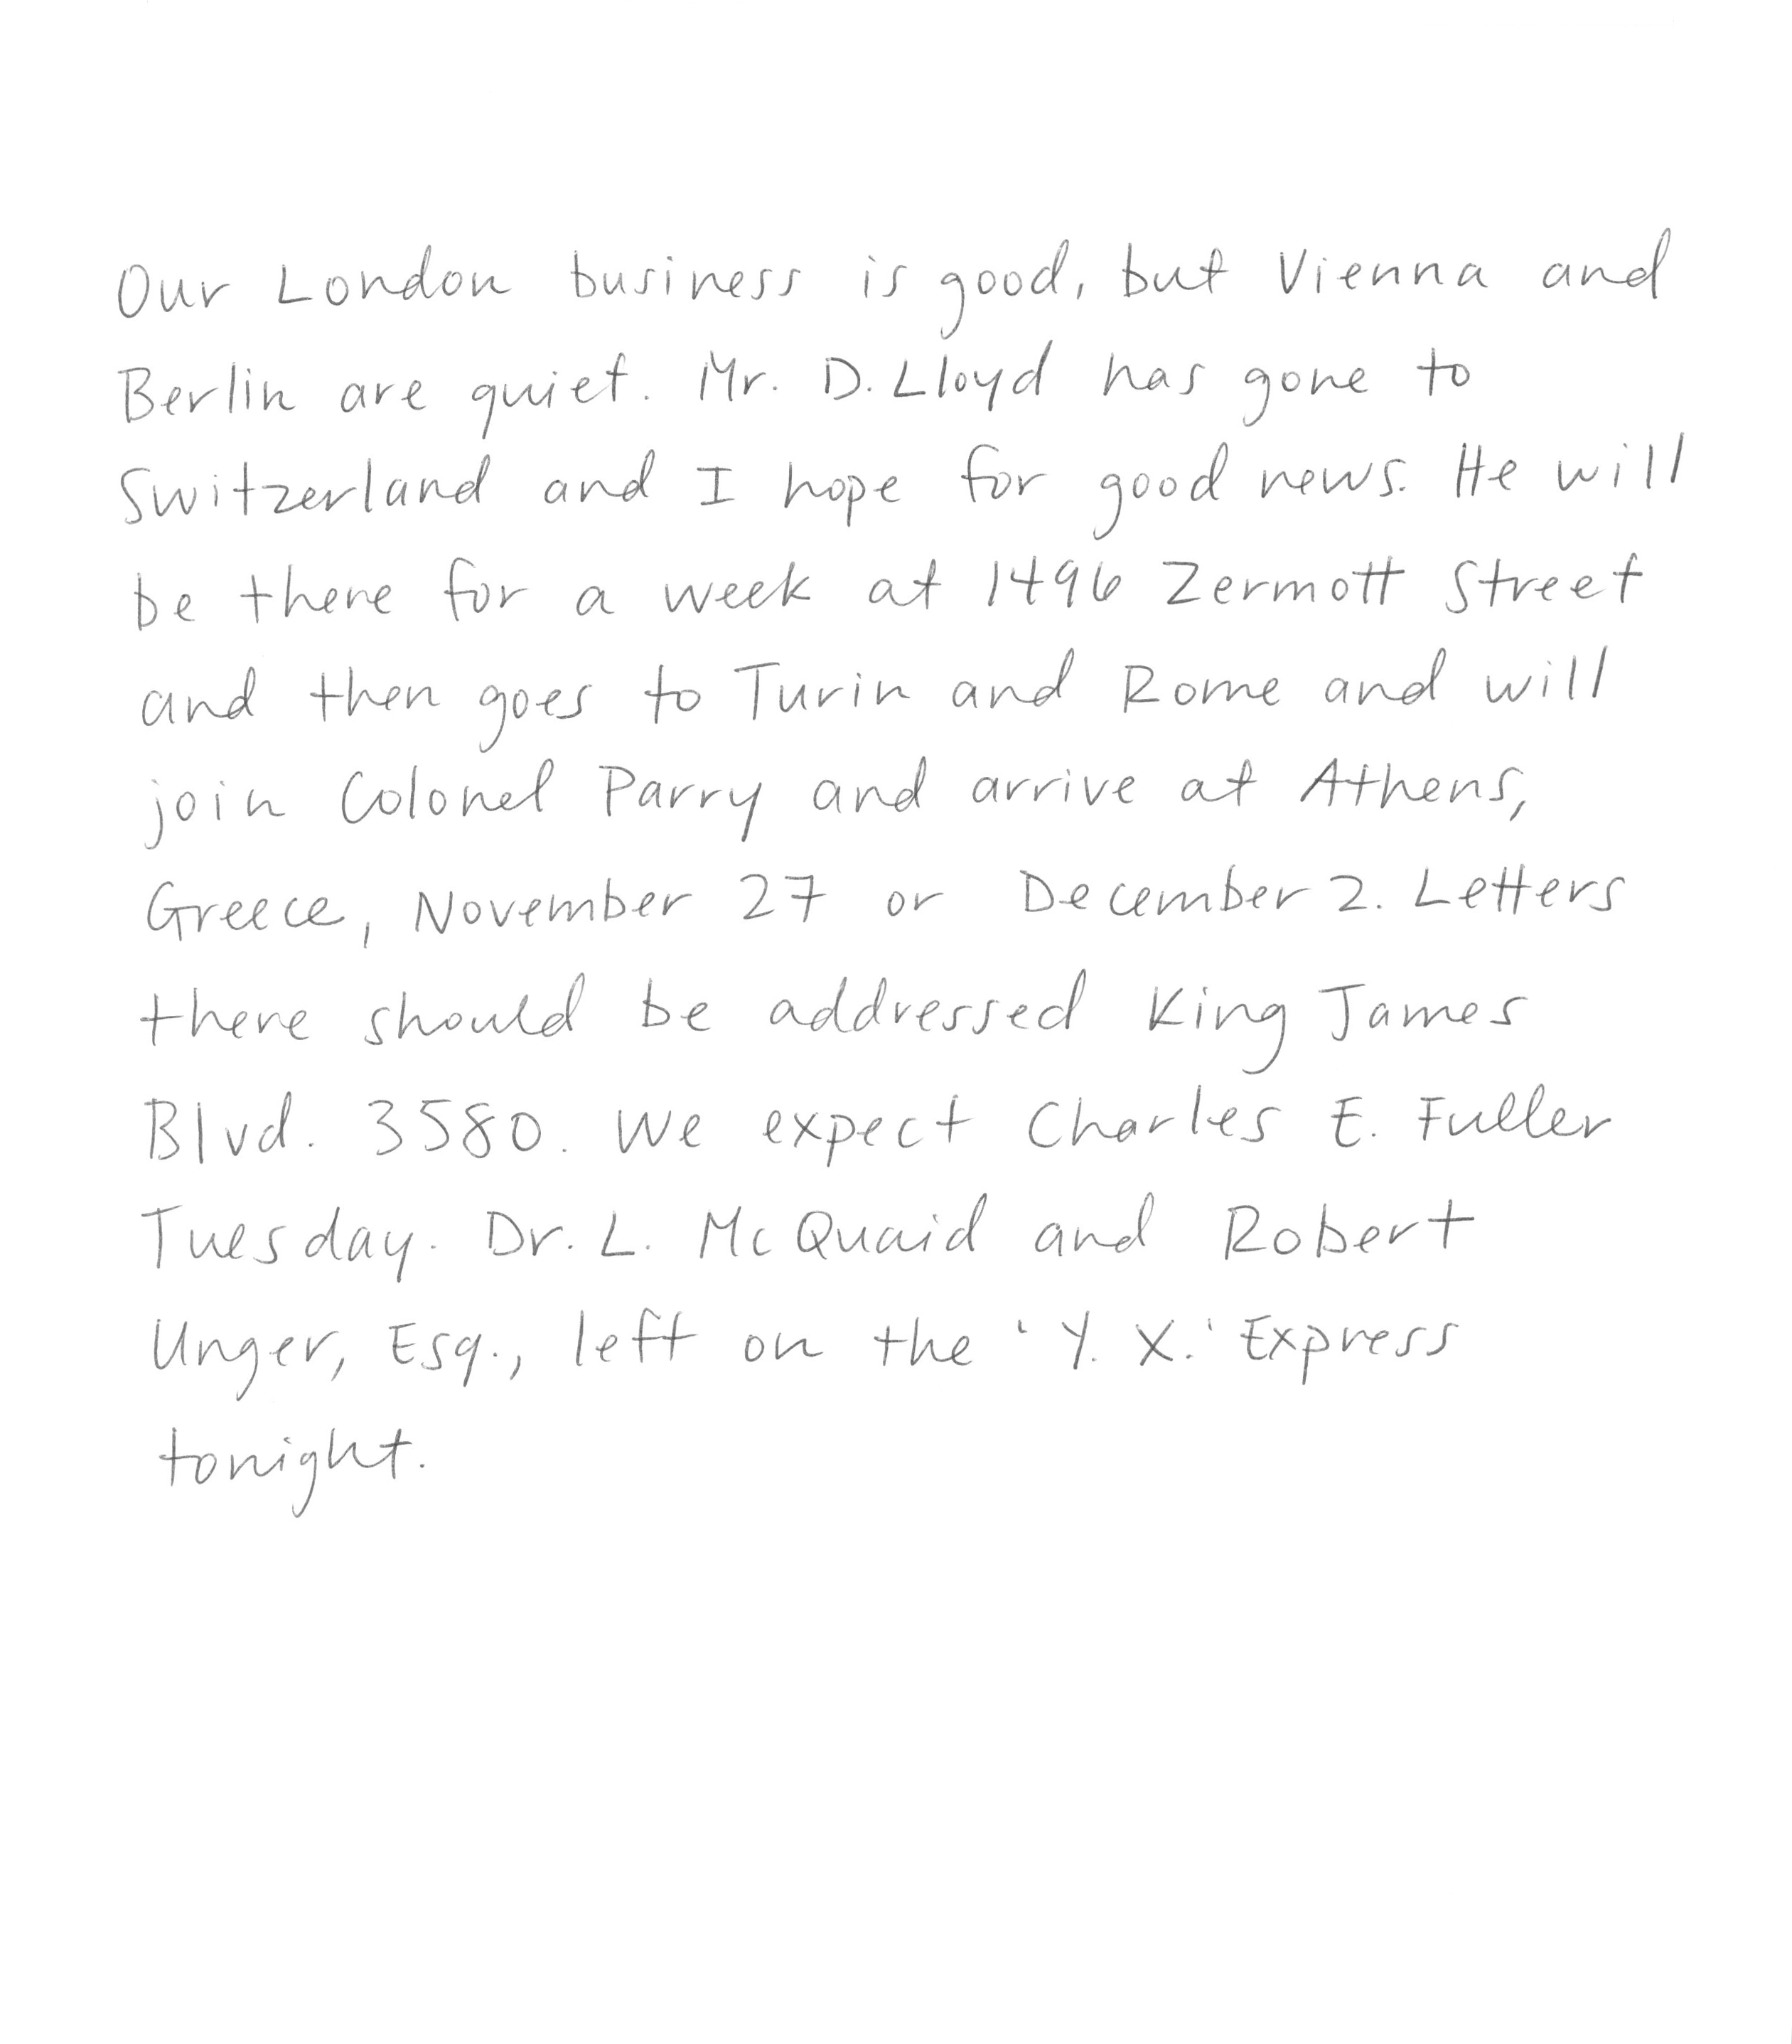 Our London business is good, but Vienna and
Berlin are quiet. Mr. D. Lloyd has gone to
Switzerland and I hope for good news. He will
be there for a week at 1496 Zermott Street
and then goes to Turin and Rome and will
join Colonel Parry and arrive at Athens,
Greece, November 27 or December 2. Letters
there should be addressed King James
Blvd. 3580. We expect Charles E. Fuller
Tuesday. Dr. L. McQuaid and Robert
Unger, Esq., left on the 'Y. X.' Express
tonight.